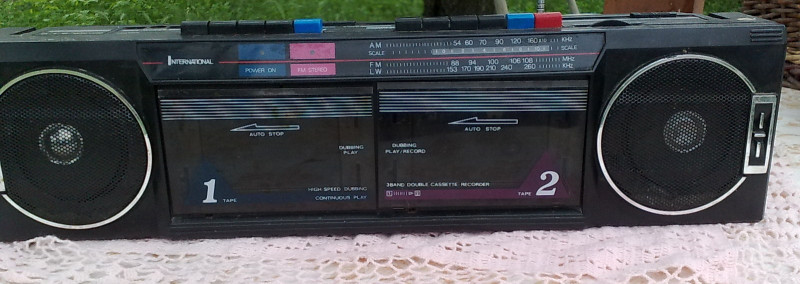 INTERNATIONAL
POWER ON
FM STEREO
AM 54 60 70 90 120 160 KHz
SCALE SCALE
FM 88 94 100 106 108 MHz
LW 153 170 190 210 240 260 KHz
AUTO STOP
DUBBING
PLAY
1 TAPE
HIGH SPEED DUBBING
CONTINUOUS PLAY
AUTO STOP
DUBBING
PLAY/RECORD
3BAND DOUBLE CASSETTE RECORDER
TAPE 2